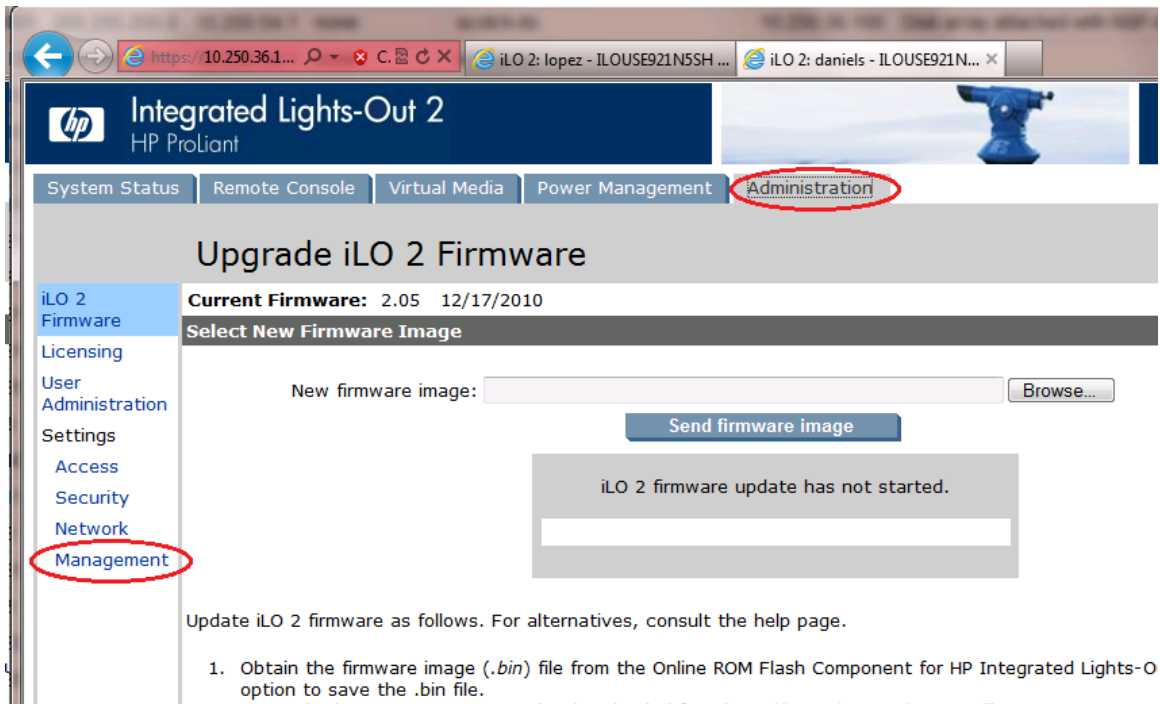 https://10.250.36.1... C.
iLO 2: lopez - ILOUSE921N5SH ...
iLO 2: daniels - ILOUSE921N...
hp
Integrated Lights-Out 2
HP ProLiant
System Status
Remote Console
Virtual Media
Power Management
Administration
Upgrade iLO 2 Firmware
iLO 2
Firmware
Licensing
User
Administration
Settings
Access
Security
Network
Management
Current Firmware: 2.05 12/17/2010
Select New Firmware Image
New firmware image:
Browse...
Send firmware image
iLO 2 firmware update has not started.
Update iLO 2 firmware as follows. For alternatives, consult the help page.
1. Obtain the firmware image (.bin) file from the Online ROM Flash Component for HP Integrated Lights-O
option to save the .bin file.